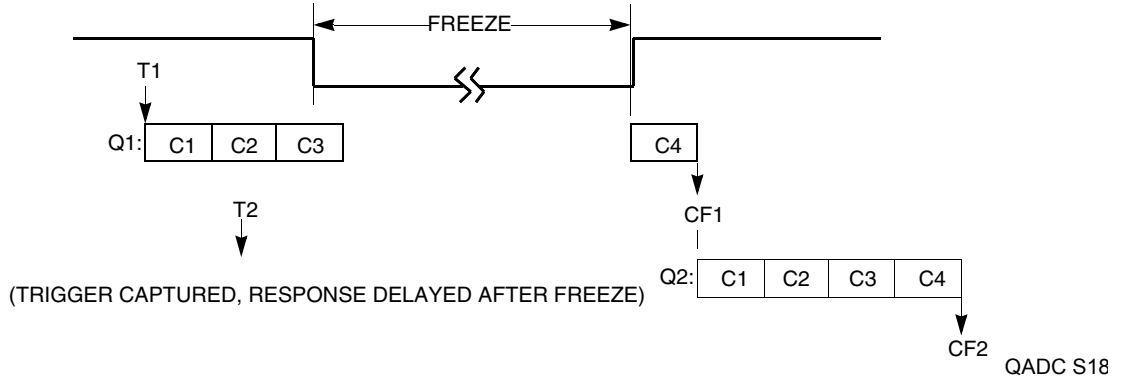 FREEZE
T1
Q1: C1 C2 C3
C4
T2
CF1
Q2: C1 C2 C3 C4
(TRIGGER CAPTURED, RESPONSE DELAYED AFTER FREEZE)
CF2
QADC S18